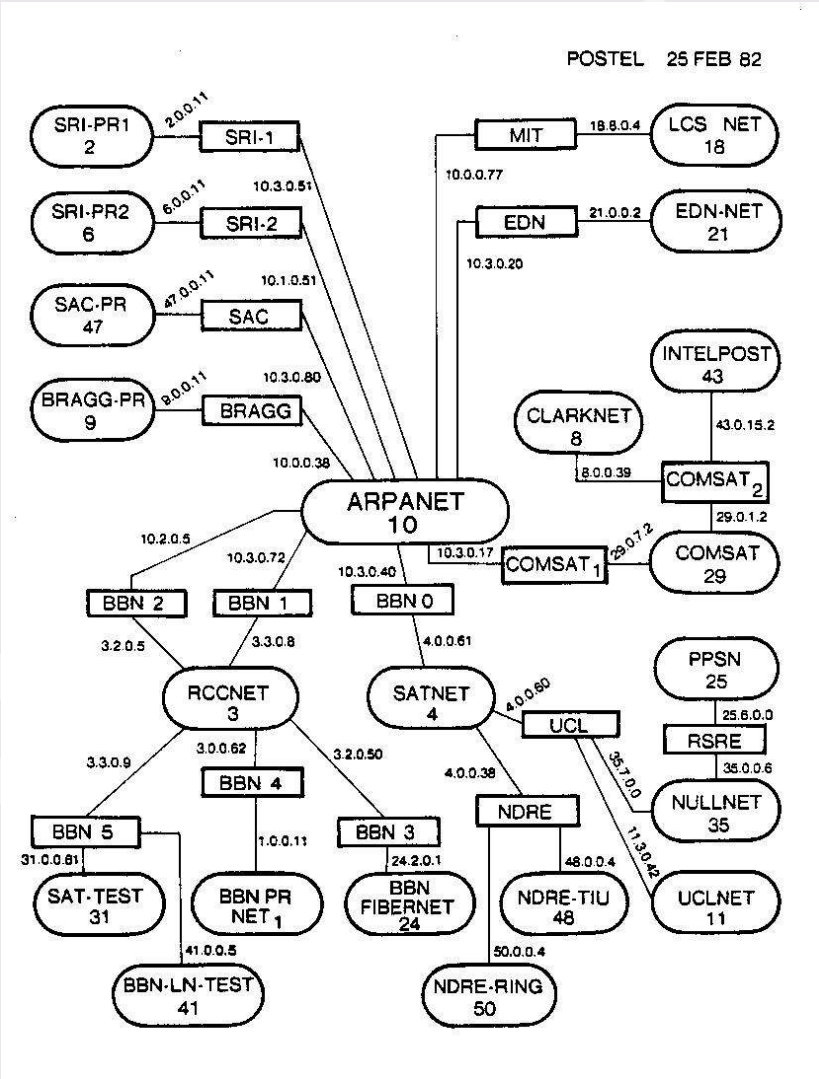 POSTEL 25 FEB 82
SRI-PR1
2
2.0.0.11
SRI-1
10.3.0.51
MIT
18.8.0.4
10.0.0.77
LCS NET
18
SRI-PR2
6
6.0.0.11
SRI-2
10.1.0.51
EDN
21.0.0.2
10.3.0.20
EDN-NET
21
SAC-PR
47
47.0.0.11
SAC
10.3.0.80
INTELPOST
43
43.0.15.2
BRAGG-PR
9
9.0.0.11
BRAGG
10.0.0.38
CLARKNET
8
8.0.0.39
COMSAT 2
29.0.1.2
ARPANET
10
10.3.0.17
COMSAT 1
29.0.7.2
COMSAT
29
10.2.0.5
10.3.0.72
10.3.0.40
BBN 2
BBN 1
BBN 0
3.2.0.5
3.3.0.8
4.0.0.61
RCCNET
3
SATNET
4
4.0.0.60
UCL
PPSN
25
25.6.0.0
RSRE
35.0.0.6
3.3.0.9
3.0.0.62
3.2.0.50
4.0.0.38
35.7.0.0
NULLNET
35
BBN 4
BBN 5
BBN 3
NDRE
31.0.0.61
1.0.0.11
24.2.0.1
48.0.0.4
11.3.0.42
SAT-TEST
31
BBN PR
NET 1
BBN
FIBERNET
24
NDRE-TIU
48
UCLNET
11
41.0.0.5
50.0.0.4
BBN-LN-TEST
41
NDRE-RING
50